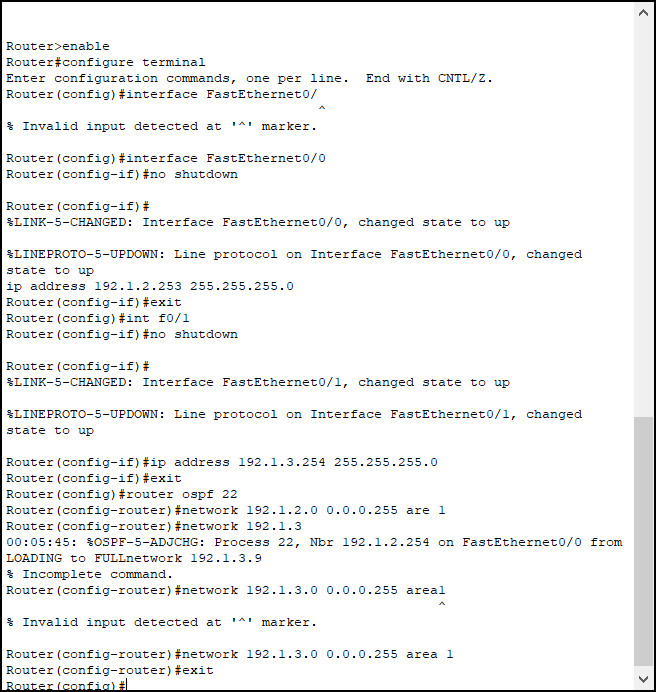 Router>enable
Router#configure terminal
Enter configuration commands, one per line.  End with CNTL/Z.
Router(config)#interface FastEthernet0/
                                       ^
% Invalid input detected at '^' marker.
Router(config)#interface FastEthernet0/0
Router(config-if)#no shutdown
Router(config-if)#
%LINK-5-CHANGED: Interface FastEthernet0/0, changed state to up
%LINEPROTO-5-UPDOWN: Line protocol on Interface FastEthernet0/0, changed
state to up
ip address 192.1.2.253 255.255.255.0
Router(config-if)#exit
Router(config)#int f0/1
Router(config-if)#no shutdown
Router(config-if)#
%LINK-5-CHANGED: Interface FastEthernet0/1, changed state to up
%LINEPROTO-5-UPDOWN: Line protocol on Interface FastEthernet0/1, changed
state to up
Router(config-if)#ip address 192.1.3.254 255.255.255.0
Router(config-if)#exit
Router(config)#router ospf 22
Router(config-router)#network 192.1.2.0 0.0.0.255 are 1
Router(config-router)#network 192.1.3
00:05:45: %OSPF-5-ADJCHG: Process 22, Nbr 192.1.2.254 on FastEthernet0/0 from
LOADING to FULLnetwork 192.1.3.9
% Incomplete command.
Router(config-router)#network 192.1.3.0 0.0.0.255 area1
                                                      ^
% Invalid input detected at '^' marker.
Router(config-router)#network 192.1.3.0 0.0.0.255 area 1
Router(config-router)#exit
Router(config)#